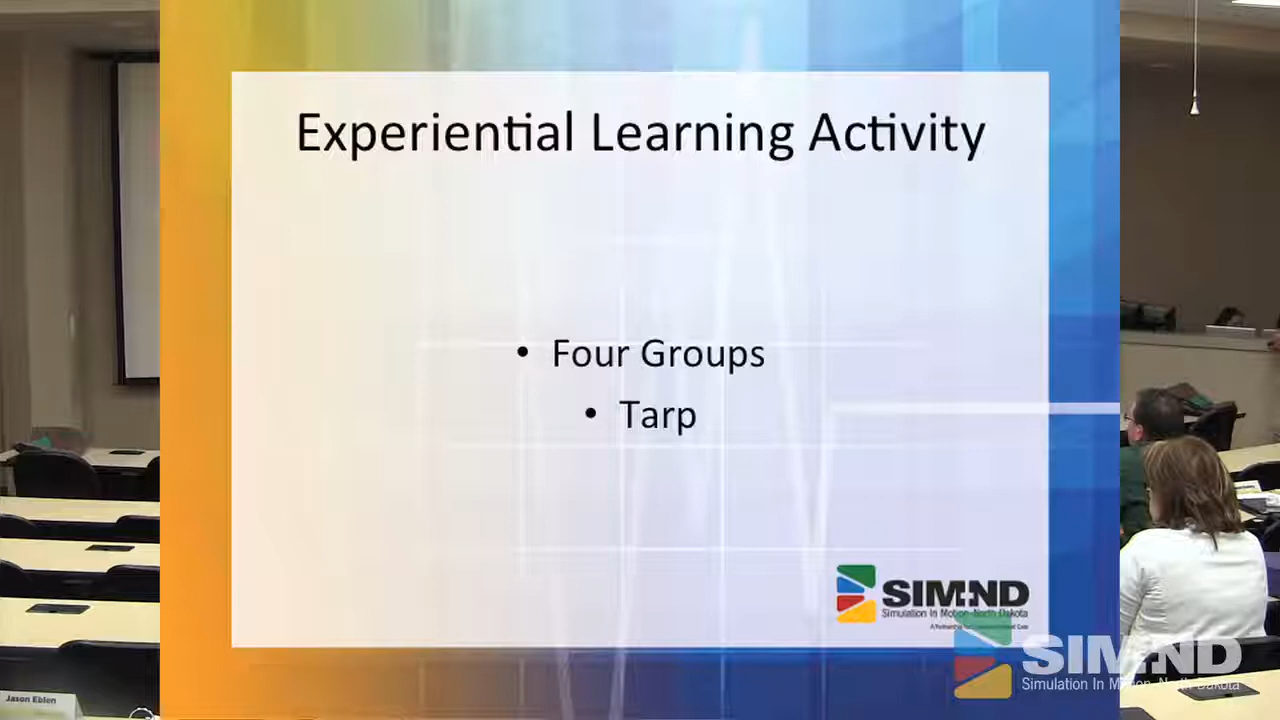 Experiential Learning Activity
• Four Groups
• Tarp
SIM:ND
Simulation In Motion-North Dakota
SIM:ND
Simulation In Motion-North Dakota
Jason Eblen